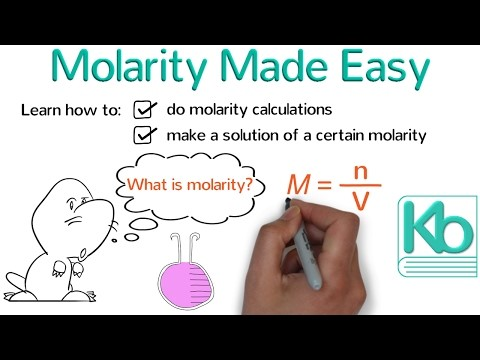 Molarity Made Easy
Learn how to:
do molarity calculations
make a solution of a certain molarity
What is molarity?
M = n
V
Kb